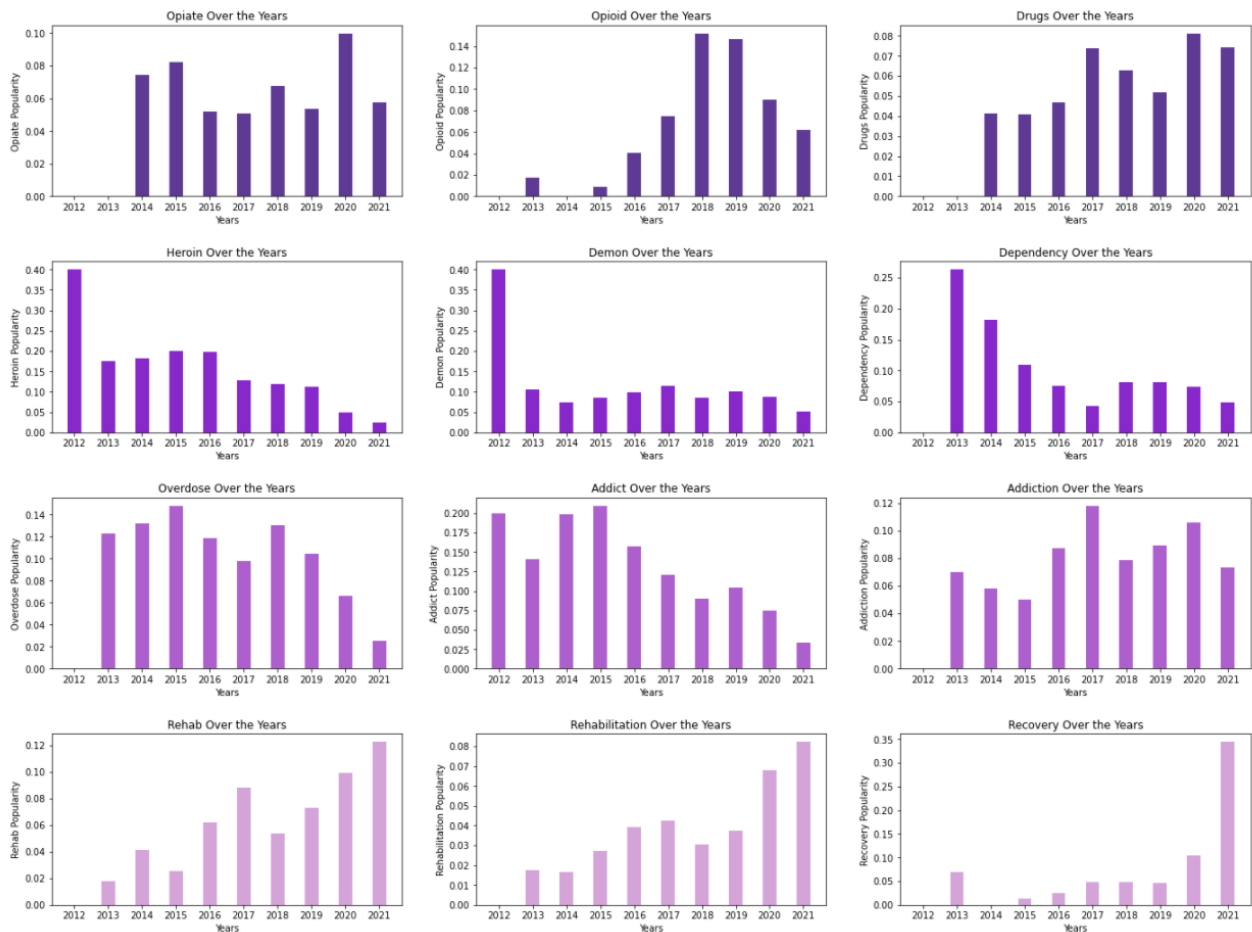 Opiate Over the Years
Opiate Popularity
0.10
0.08
0.06
0.04
0.02
0.00
2012 2013 2014 2015 2016 2017 2018 2019 2020 2021
Years
Opioid Over the Years
Opioid Popularity
0.14
0.12
0.10
0.08
0.06
0.04
0.02
0.00
2012 2013 2014 2015 2016 2017 2018 2019 2020 2021
Years
Drugs Over the Years
Drugs Popularity
0.08
0.07
0.06
0.05
0.04
0.03
0.02
0.01
0.00
2012 2013 2014 2015 2016 2017 2018 2019 2020 2021
Years
Heroin Over the Years
Heroin Popularity
0.40
0.35
0.30
0.25
0.20
0.15
0.10
0.05
0.00
2012 2013 2014 2015 2016 2017 2018 2019 2020 2021
Years
Demon Over the Years
Demon Popularity
0.40
0.35
0.30
0.25
0.20
0.15
0.10
0.05
0.00
2012 2013 2014 2015 2016 2017 2018 2019 2020 2021
Years
Dependency Over the Years
Dependency Popularity
0.25
0.20
0.15
0.10
0.05
0.00
2012 2013 2014 2015 2016 2017 2018 2019 2020 2021
Years
Overdose Over the Years
Overdose Popularity
0.14
0.12
0.10
0.08
0.06
0.04
0.02
0.00
2012 2013 2014 2015 2016 2017 2018 2019 2020 2021
Years
Addict Over the Years
Addict Popularity
0.200
0.175
0.150
0.125
0.100
0.075
0.050
0.025
0.000
2012 2013 2014 2015 2016 2017 2018 2019 2020 2021
Years
Addiction Over the Years
Addiction Popularity
0.12
0.10
0.08
0.06
0.04
0.02
0.00
2012 2013 2014 2015 2016 2017 2018 2019 2020 2021
Years
Rehab Over the Years
Rehab Popularity
0.12
0.10
0.08
0.06
0.04
0.02
0.00
2012 2013 2014 2015 2016 2017 2018 2019 2020 2021
Years
Rehabilitation Over the Years
Rehabilitation Popularity
0.08
0.07
0.06
0.05
0.04
0.03
0.02
0.01
0.00
2012 2013 2014 2015 2016 2017 2018 2019 2020 2021
Years
Recovery Over the Years
Recovery Popularity
0.35
0.30
0.25
0.20
0.15
0.10
0.05
0.00
2012 2013 2014 2015 2016 2017 2018 2019 2020 2021
Years